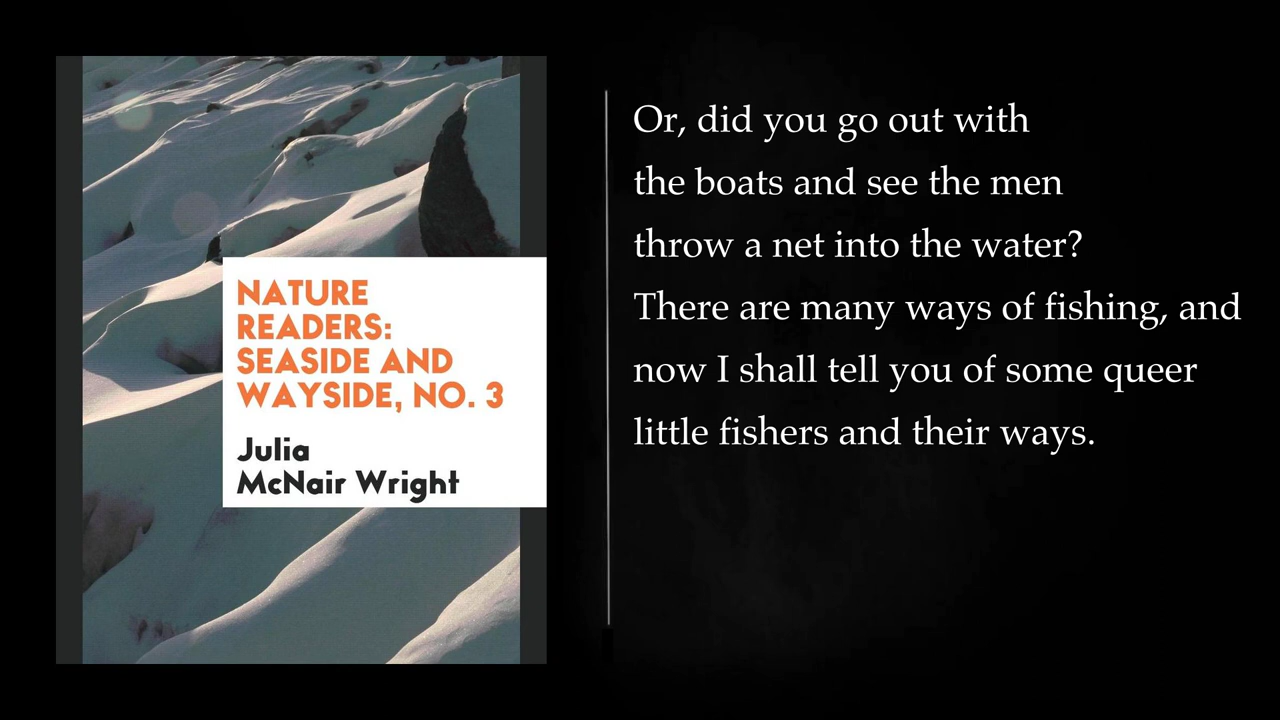 NATURE
READERS:
SEASIDE AND
WAYSIDE, NO. 3
Julia
McNair Wright
Or, did you go out with
the boats and see the men
throw a net into the water?
There are many ways of fishing, and
now I shall tell you of some queer
little fishers and their ways.